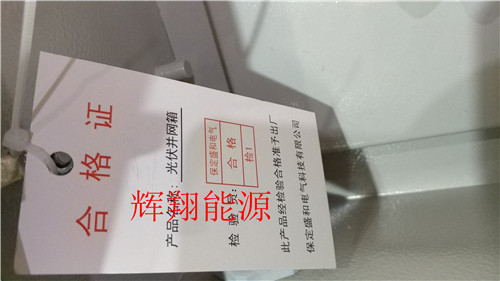 合格证
产品名称：光伏并网箱
检验员：
保定盛和电气
合格
检1
此产品经检验合格准予出厂
保定盛和电气科技有限公司
辉翔能源